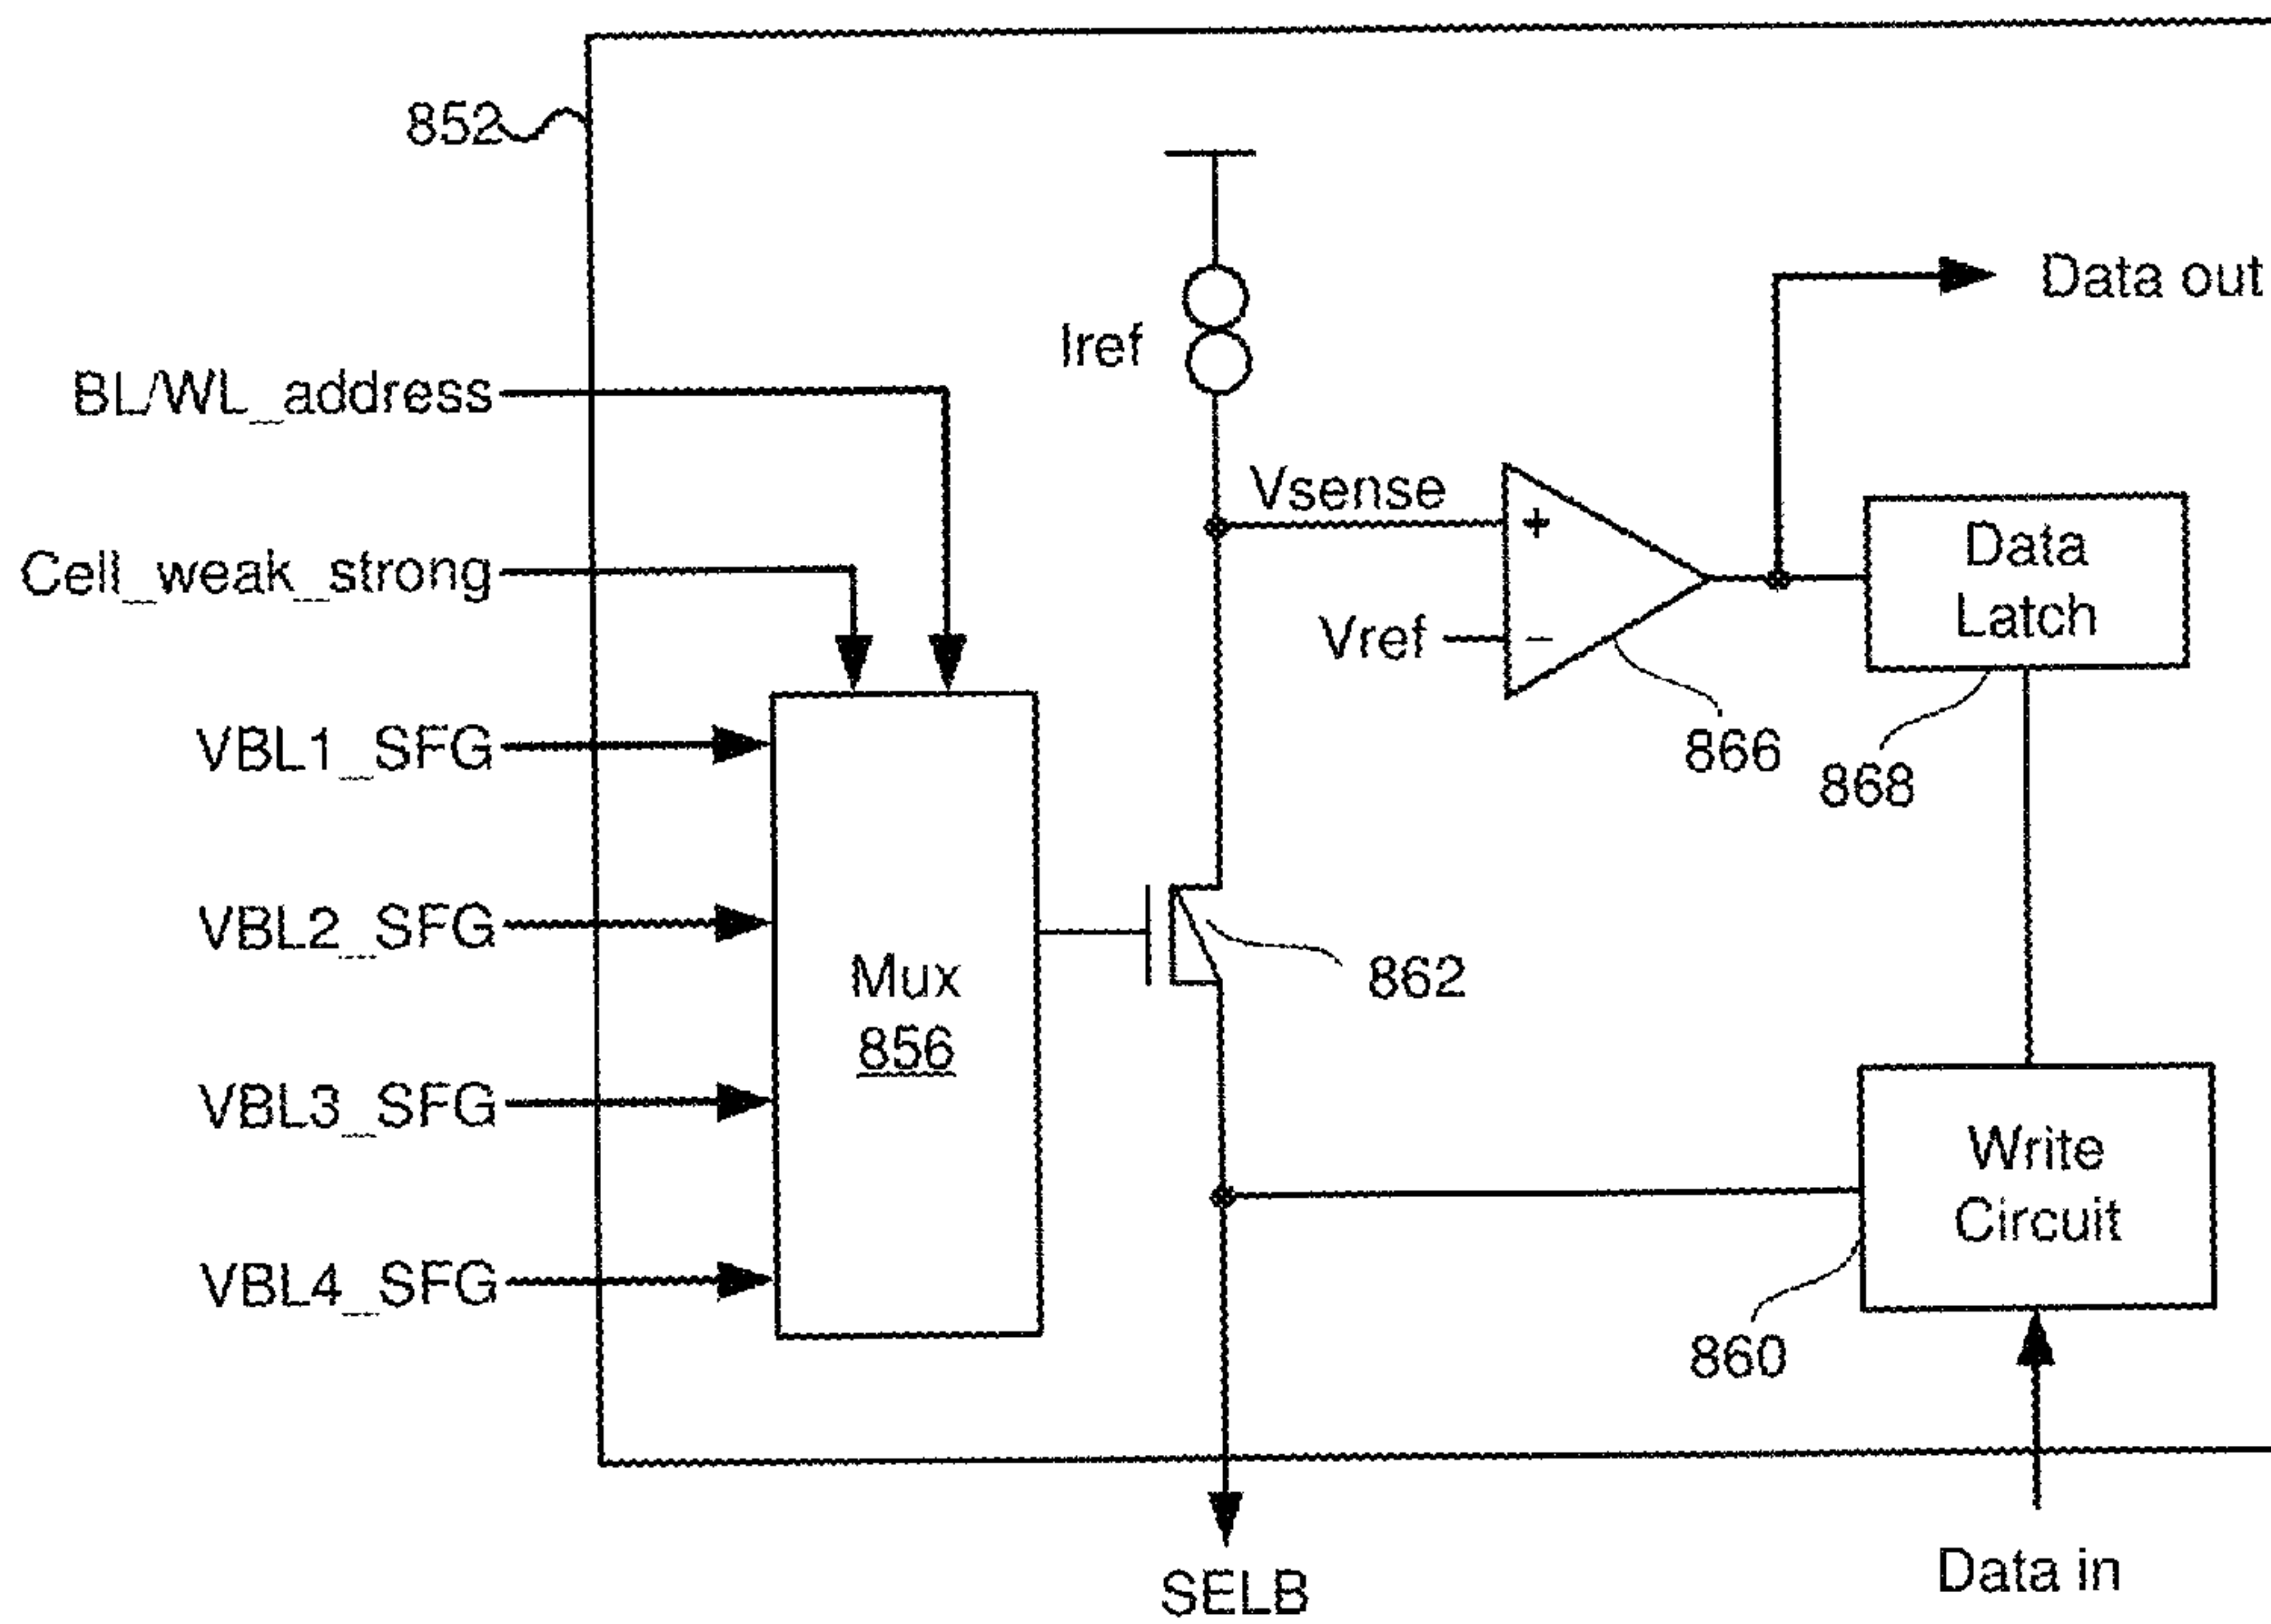 852
Data out
Iref
BL/WL_address
Vsense
+
Data
Latch
Cell_weak_strong
Vref
−
866
868
VBL1_SFG
VBL2_SFG
862
Mux
856
VBL3_SFG
Write
Circuit
VBL4_SFG
860
SELB
Data in